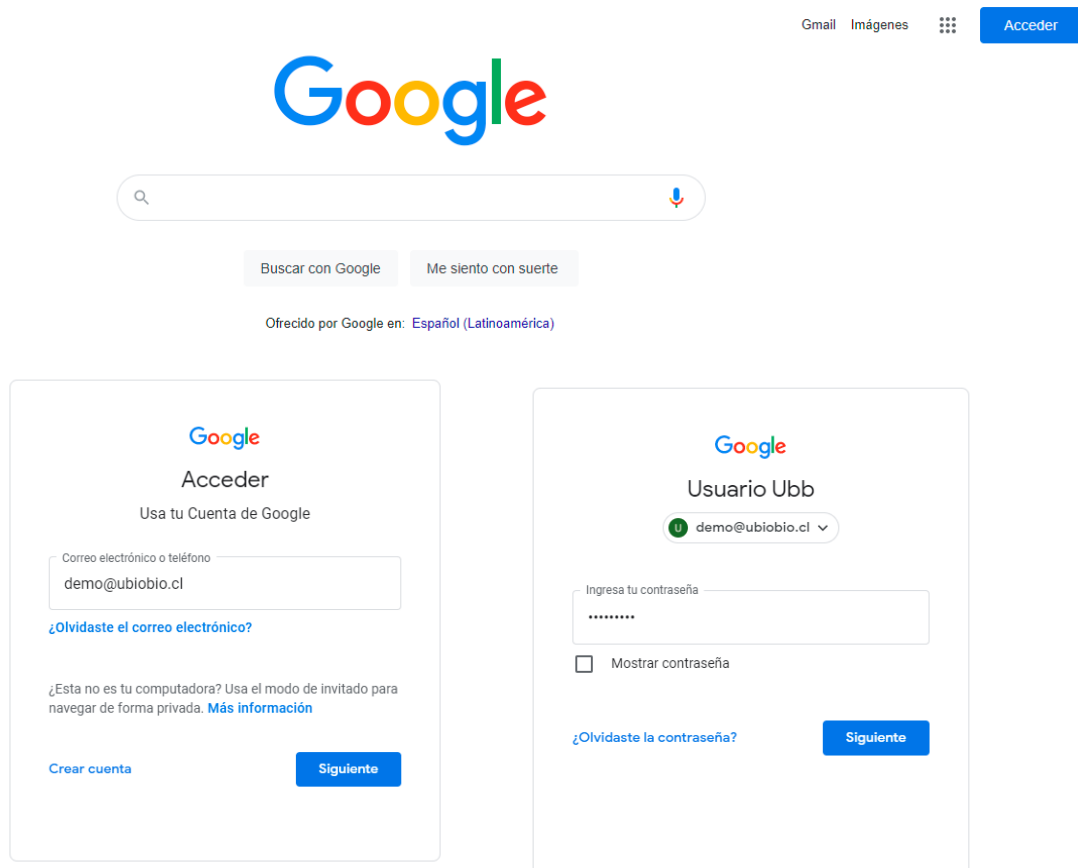 Gmail Imágenes Acceder
Google
Buscar con Google Me siento con suerte
Ofrecido por Google en: Español (Latinoamérica)
Google
Acceder
Usa tu Cuenta de Google
Correo electrónico o teléfono
demo@ubiobio.cl
¿Olvidaste el correo electrónico?
¿Esta no es tu computadora? Usa el modo de invitado para
navegar de forma privada. Más información
Crear cuenta Siguiente
Google
Usuario Ubb
U demo@ubiobio.cl
Ingresa tu contraseña
•••••••••
Mostrar contraseña
¿Olvidaste la contraseña? Siguiente